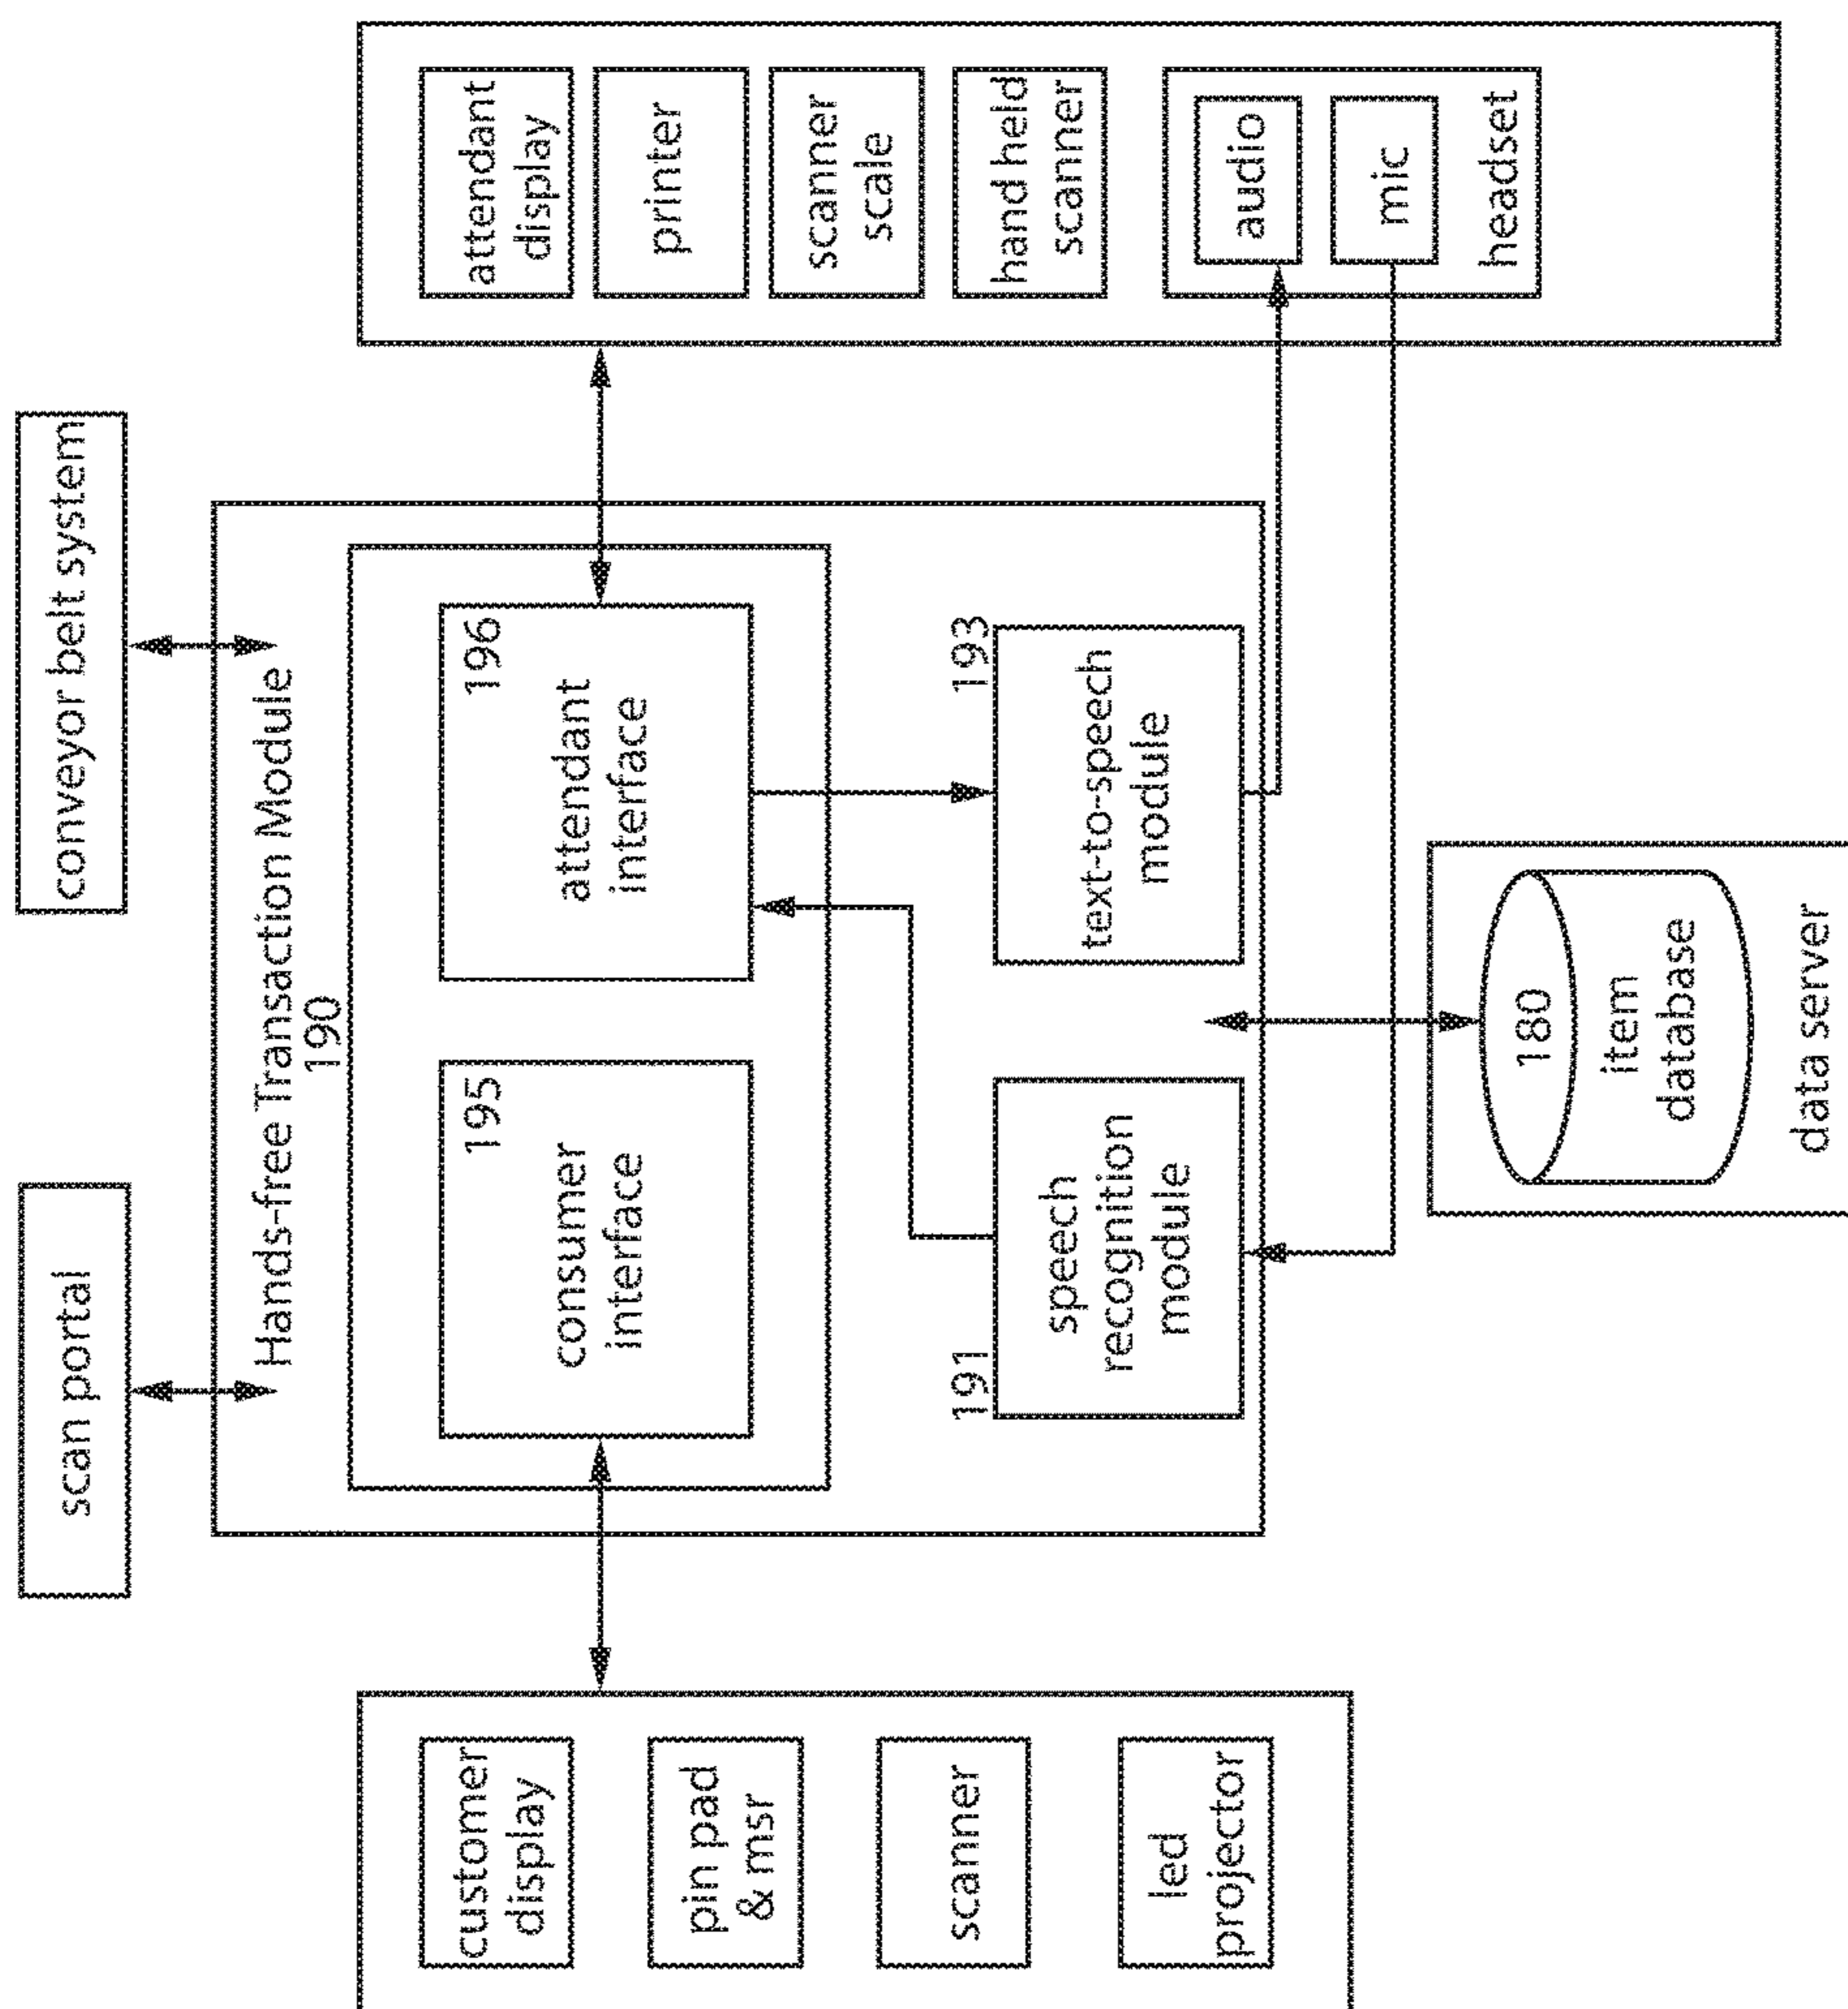 scan portal
conveyor belt system
Hands-free Transaction Module
190
customer
display
pin pad
& msr
scanner
led
projector
195
consumer
interface
196
attendant
interface
191
speech
recognition
module
193
text-to-speech
module
attendant
display
printer
scanner
scale
hand held
scanner
audio
mic
headset
180
item
database
data server